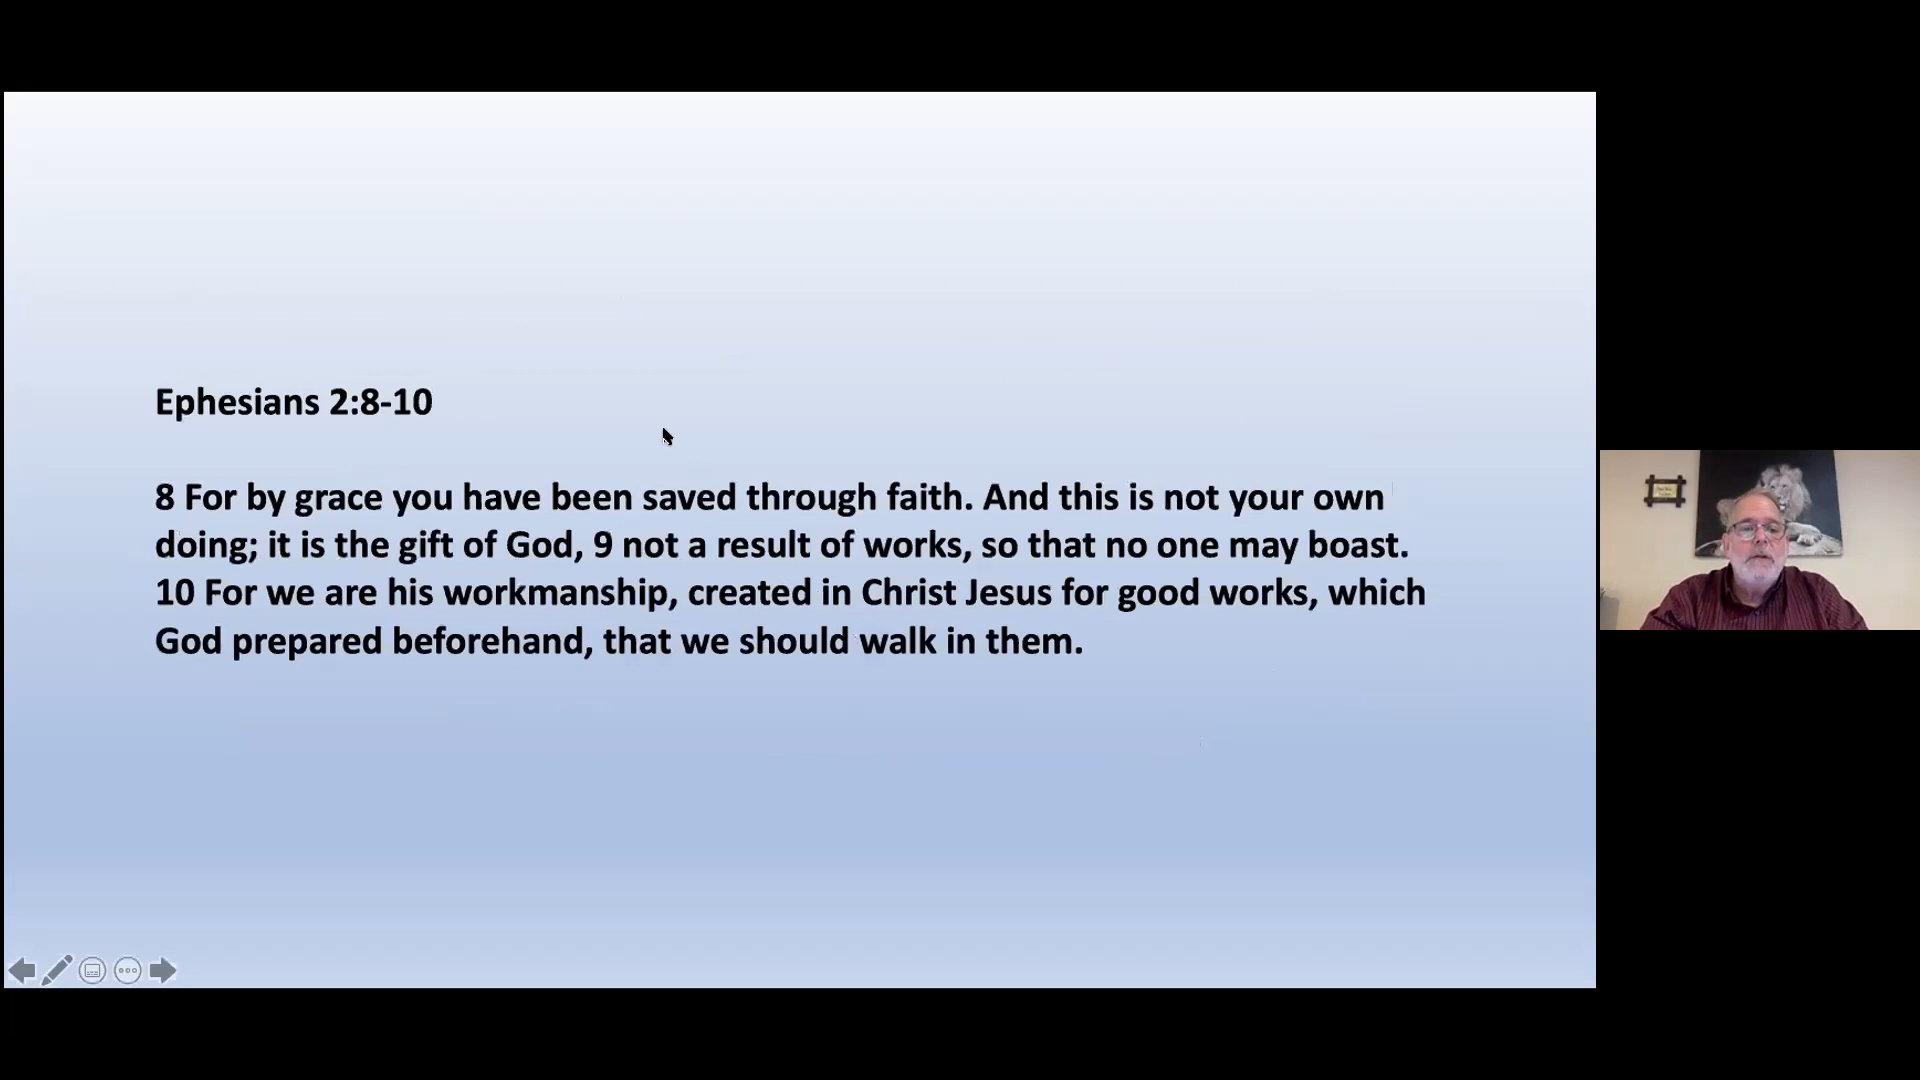 Ephesians 2:8-10
8 For by grace you have been saved through faith. And this is not your own
doing; it is the gift of God, 9 not a result of works, so that no one may boast.
10 For we are his workmanship, created in Christ Jesus for good works, which
God prepared beforehand, that we should walk in them.